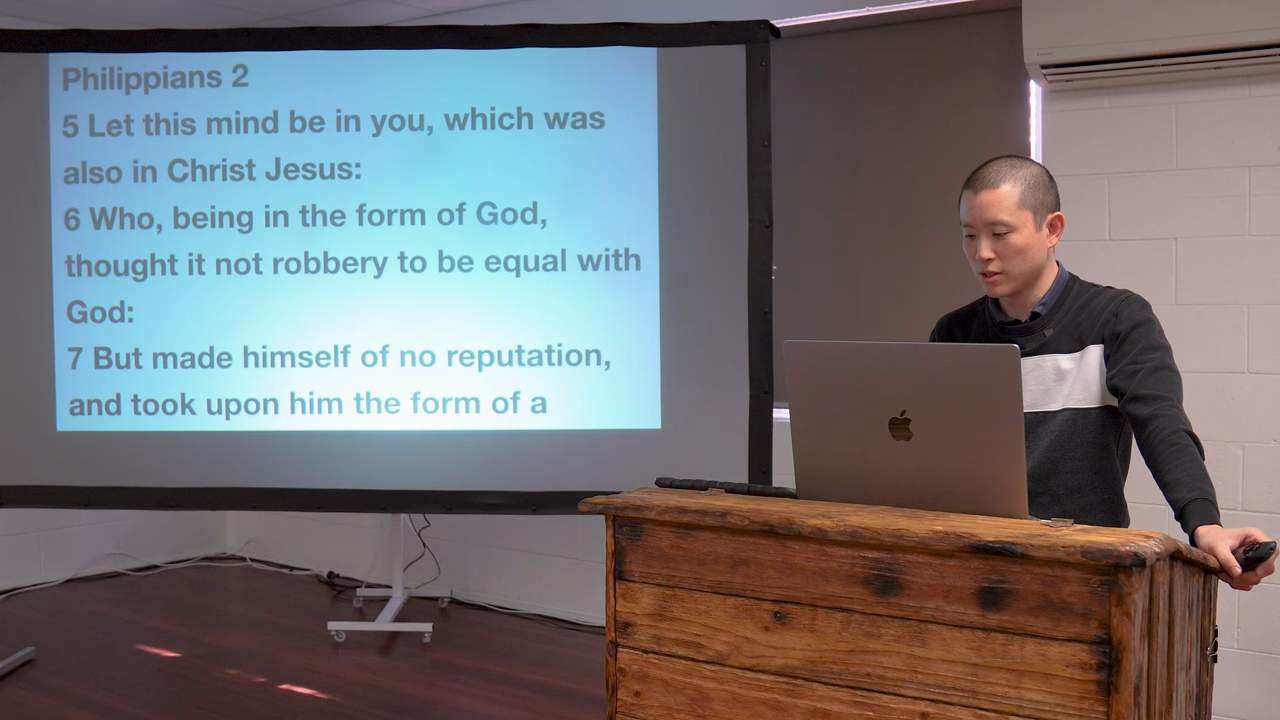 Philippians 2
5 Let this mind be in you, which was
also in Christ Jesus:
6 Who, being in the form of God,
thought it not robbery to be equal with
God:
7 But made himself of no reputation,
and took upon him the form of a